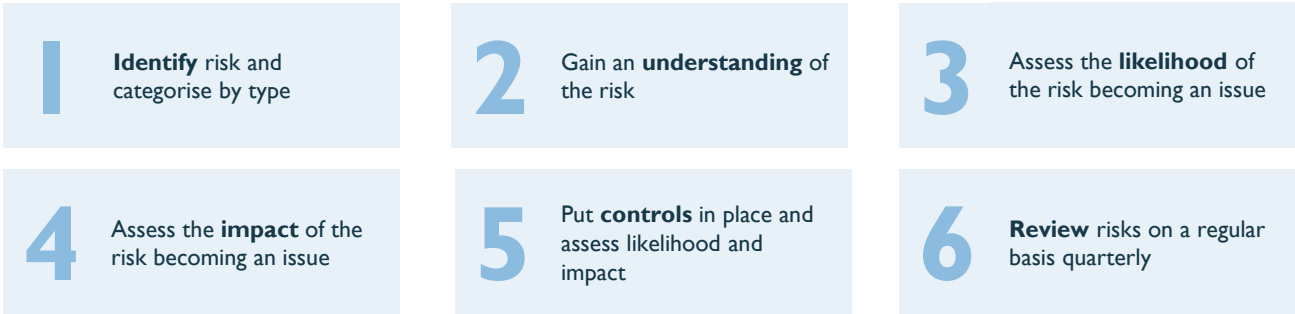 1
Identify risk and
categorise by type
2
Gain an understanding of
the risk
3
Assess the likelihood of
the risk becoming an issue
4
Assess the impact of the
risk becoming an issue
5
Put controls in place and
assess likelihood and
impact
6
Review risks on a regular
basis quarterly